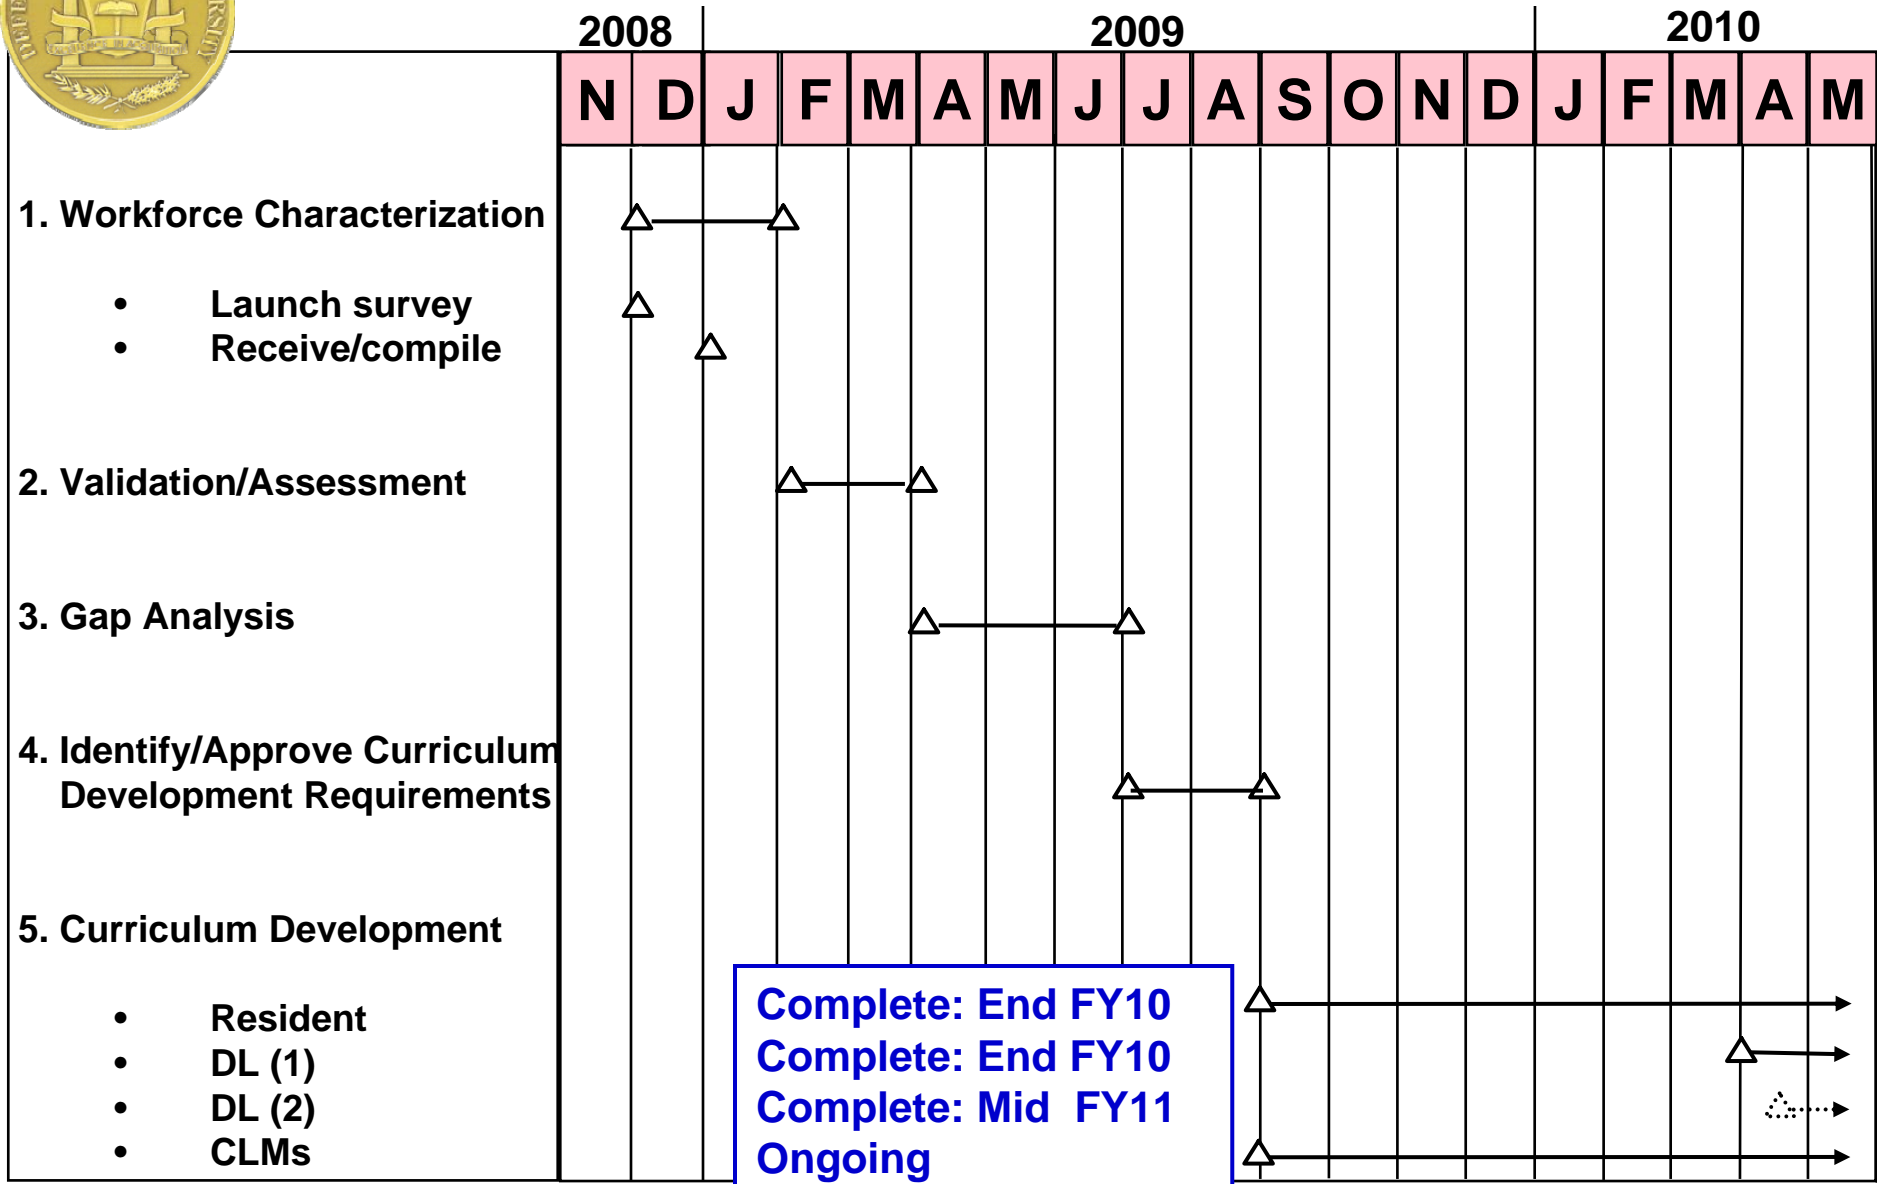 2008 2009 2010
N D J F M A M J J A S O N D J F M A M
1. Workforce Characterization
• Launch survey
• Receive/compile
2. Validation/Assessment
3. Gap Analysis
4. Identify/Approve Curriculum
Development Requirements
5. Curriculum Development
• Resident
• DL (1)
• DL (2)
• CLMs
Complete: End FY10
Complete: End FY10
Complete: Mid FY11
Ongoing